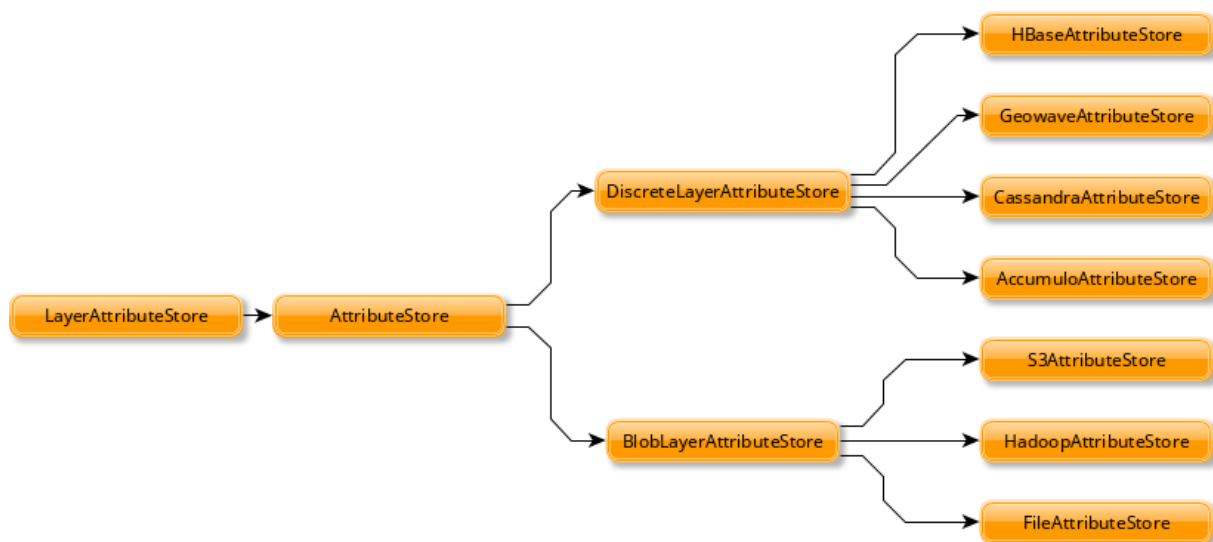 HBaseAttributeStore
GeowaveAttributeStore
DiscreteLayerAttributeStore
CassandraAttributeStore
AccumuloAttributeStore
LayerAttributeStore
AttributeStore
S3AttributeStore
BlobLayerAttributeStore
HadoopAttributeStore
FileAttributeStore